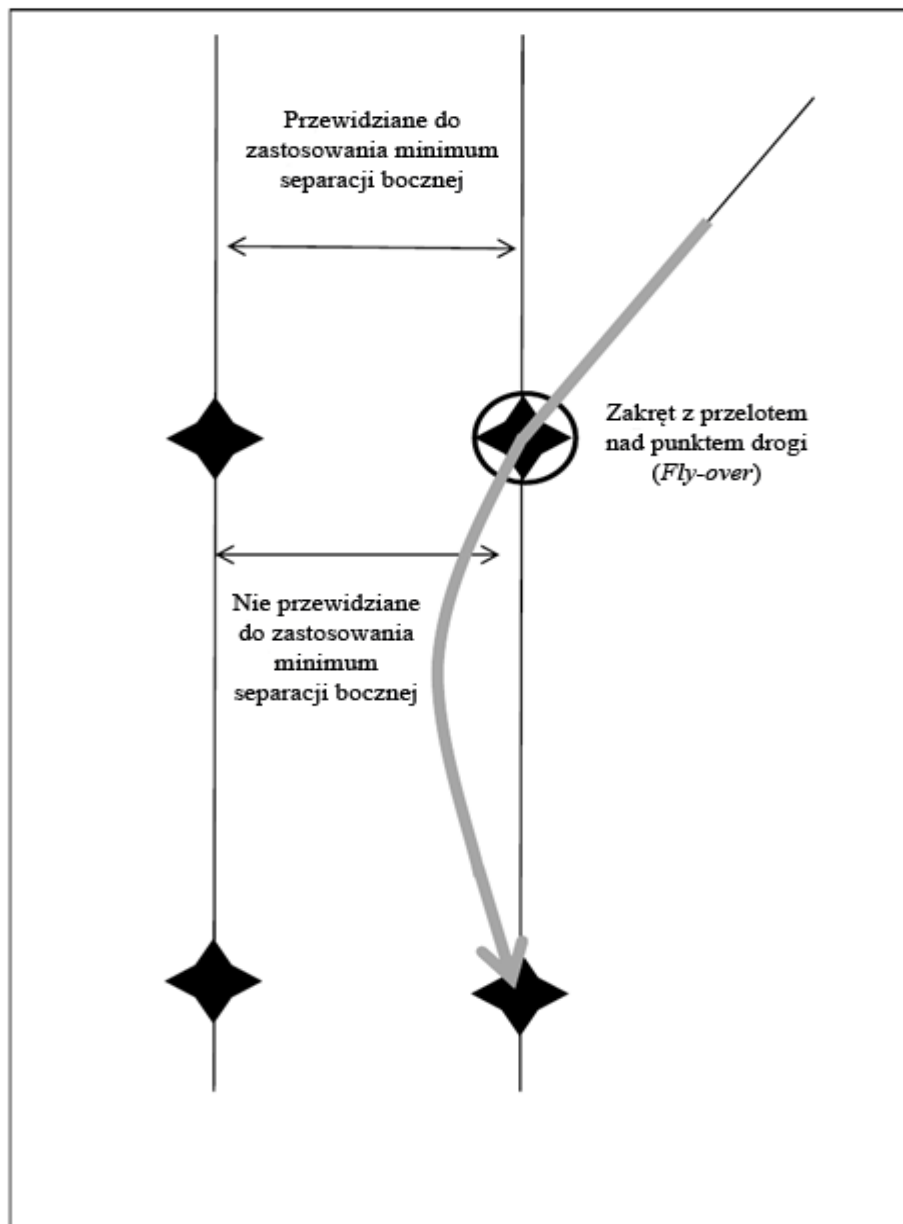 Przewidziane do
zastosowania minimum
separacji bocznej
Zakręt z przelotem
nad punktem drogi
(Fly-over)
Nie przewidziane
do zastosowania
minimum
separacji bocznej